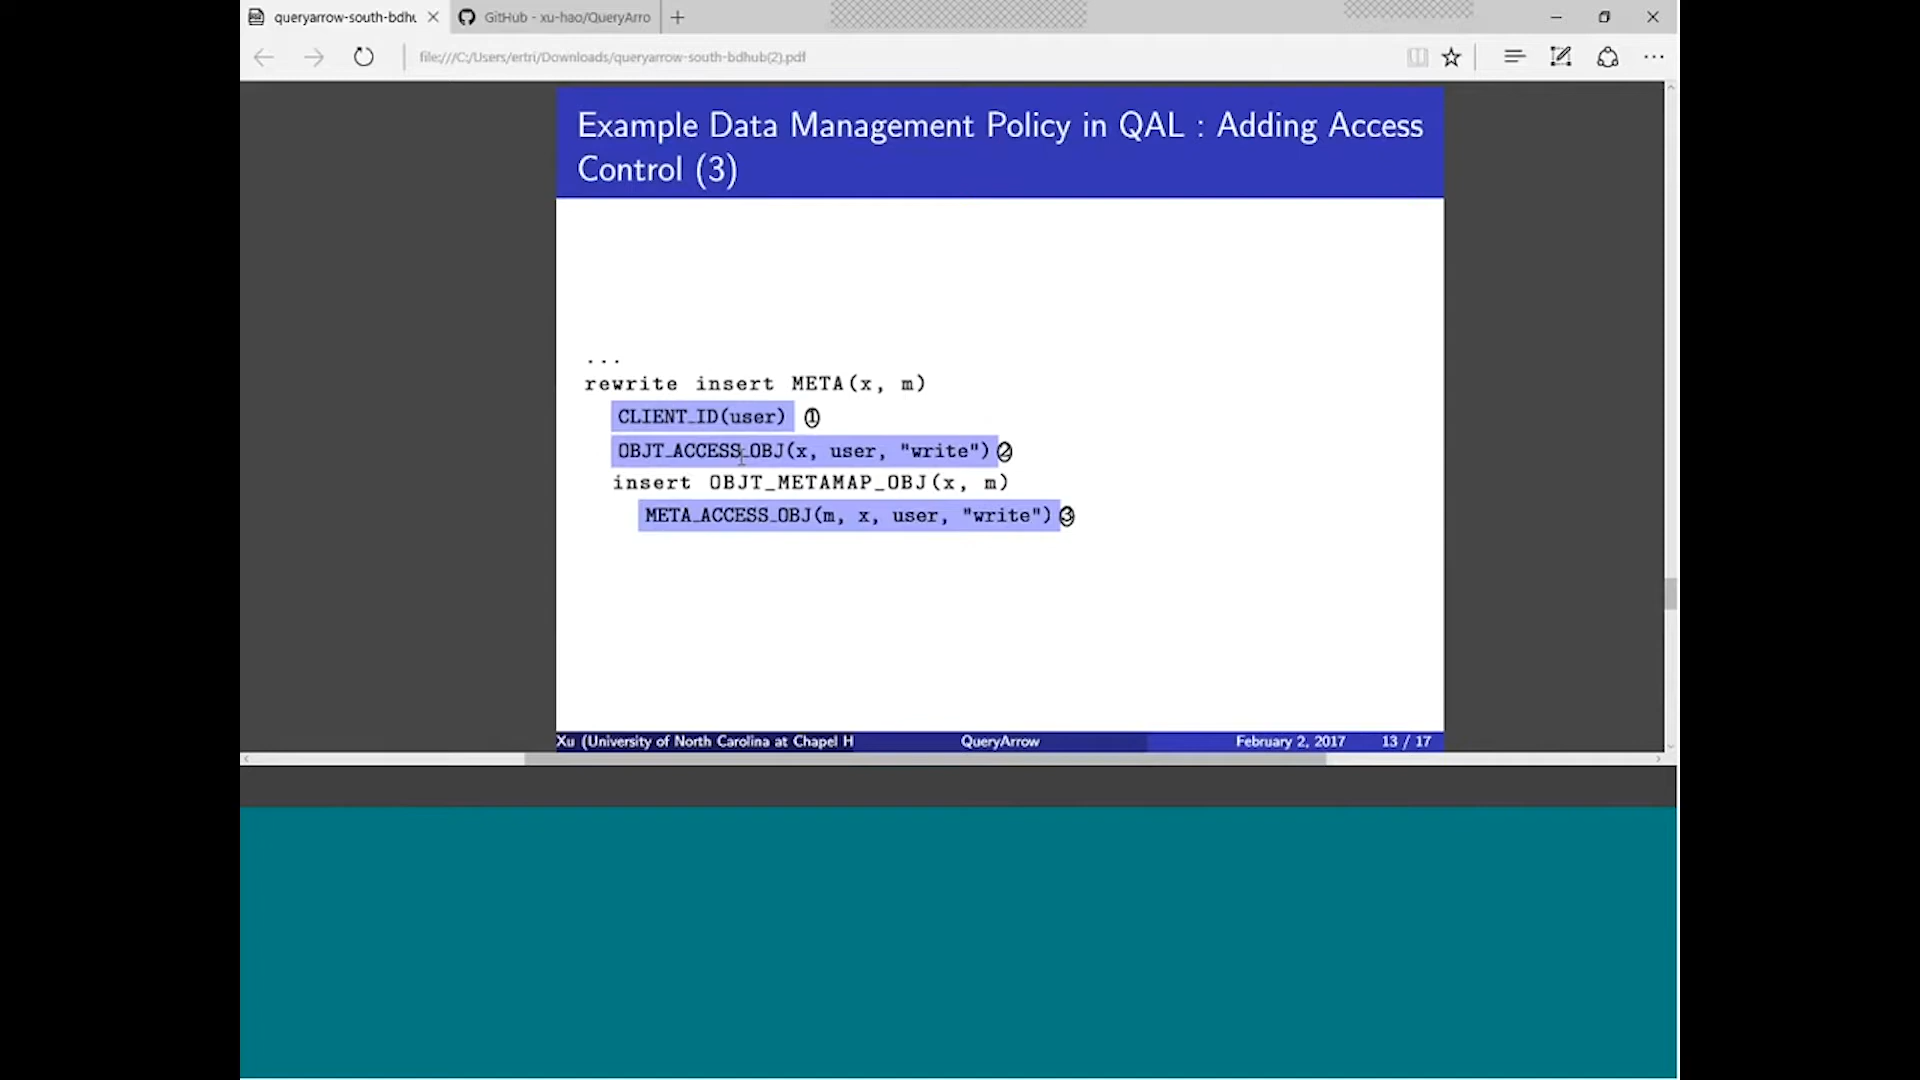 queryarrow-south-bdhu
GitHub - xu-hao/QueryArro
file:///C:/Users/ertri/Downloads/queryarrow-south-bdhub(2).pdf
Example Data Management Policy in QAL : Adding Access
Control (3)
...
rewrite insert META(x, m)
CLIENT_ID(user) ①
OBJT_ACCESS_OBJ(x, user, "write") ②
insert OBJT_METAMAP_OBJ(x, m)
META_ACCESS_OBJ(m, x, user, "write") ③
Xu (University of North Carolina at Chapel H QueryArrow February 2, 2017 13 / 17